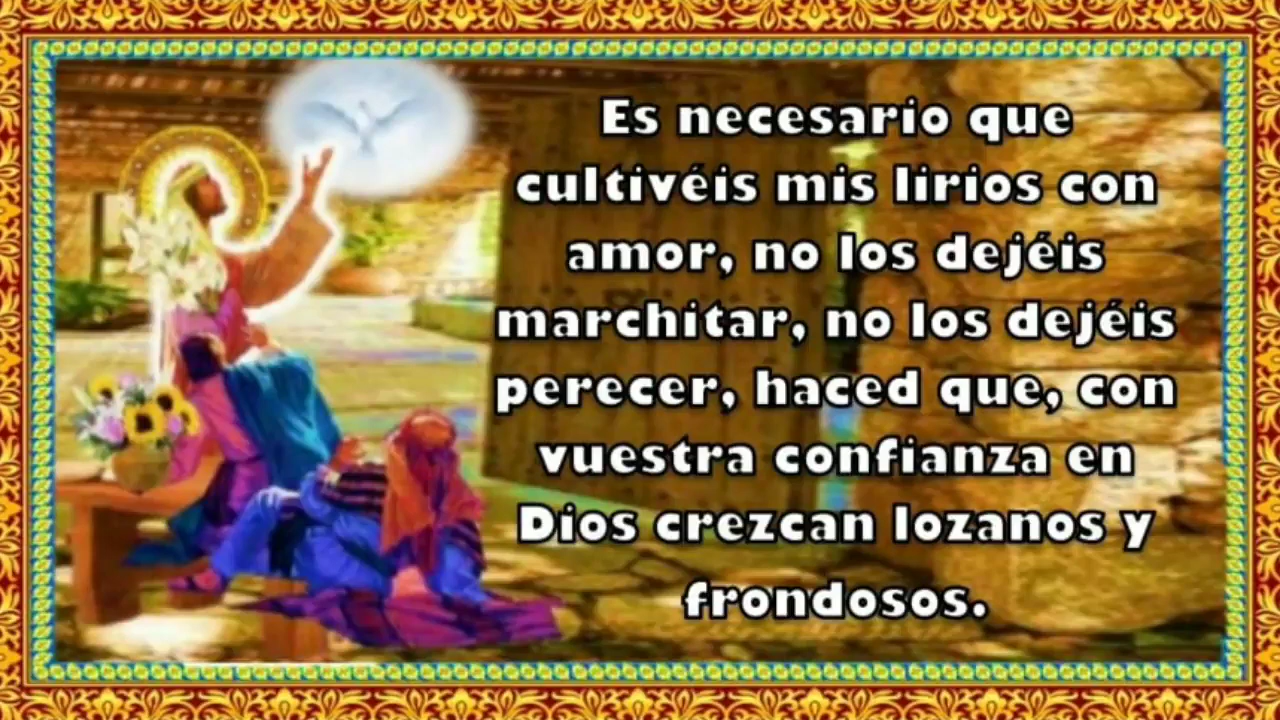 Es necesario que
cultivéis mis lirios con
amor, no los dejéis
marchitar, no los dejéis
perecer, haced que, con
vuestra confianza en
Dios crezcan lozanos y
frondosos.